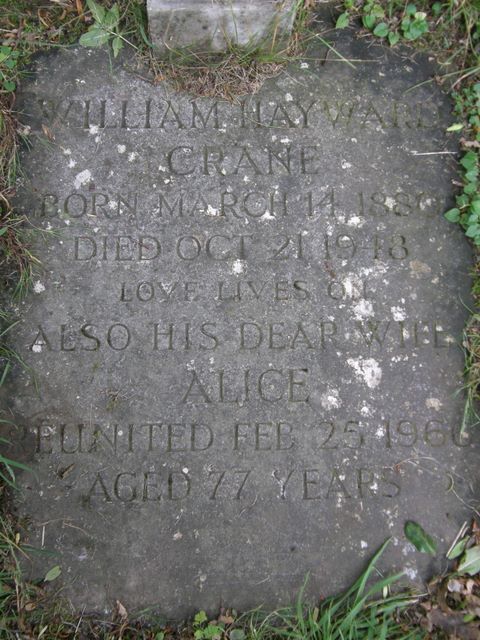 WILLIAM HAYWARD
CRANE
BORN MARCH 14 1880
DIED OCT 21 1948
LOVE LIVES ON
ALSO HIS DEAR WIFE
ALICE
REUNITED FEB 25 1960
AGED 77 YEARS